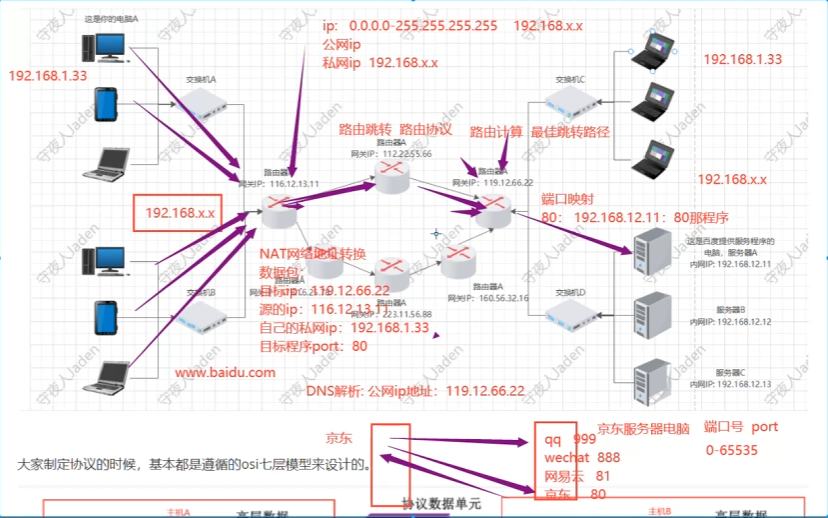 这是你的电脑A
ip: 0.0.0.0-255.255.255.255 192.168.x.x
公网ip
私网ip 192.168.x.x
192.168.1.33
交换机A
交换机C
192.168.1.33
路由跳转 路由协议
路由计算 最佳跳转路径
路由器A
网关IP: 112.22.55.66
路由器A
网关IP: 116.12.13.11
路由器A
网关IP: 119.12.66.22
192.168.x.x
192.168.x.x
端口映射
80: 192.168.12.11: 80那程序
这是百度提供服务程序的
电脑, 服务器A
内网IP: 192.168.12.11
NAT网络地址转换
数据包:
目标ip: 119.12.66.22
源的ip: 116.12.13.11
自己的私网ip: 192.168.1.33
目标程序port: 80
路由器A
路由器A
网关IP: 223.11.56.88
路由器A
网关IP: 160.56.32.16
交换机B
交换机D
服务器B
内网IP: 192.168.12.12
服务器C
内网IP: 192.168.12.13
www.baidu.com
DNS解析: 公网ip地址: 119.12.66.22
京东
qq 999
wechat 888
网易云 81
京东 80
京东服务器电脑 端口号 port
0-65535
大家制定协议的时候，基本都是遵循的osi七层模型来设计的。
协议数据单元
主机A
高层数据
主机B
高层数据
守夜人Jaden